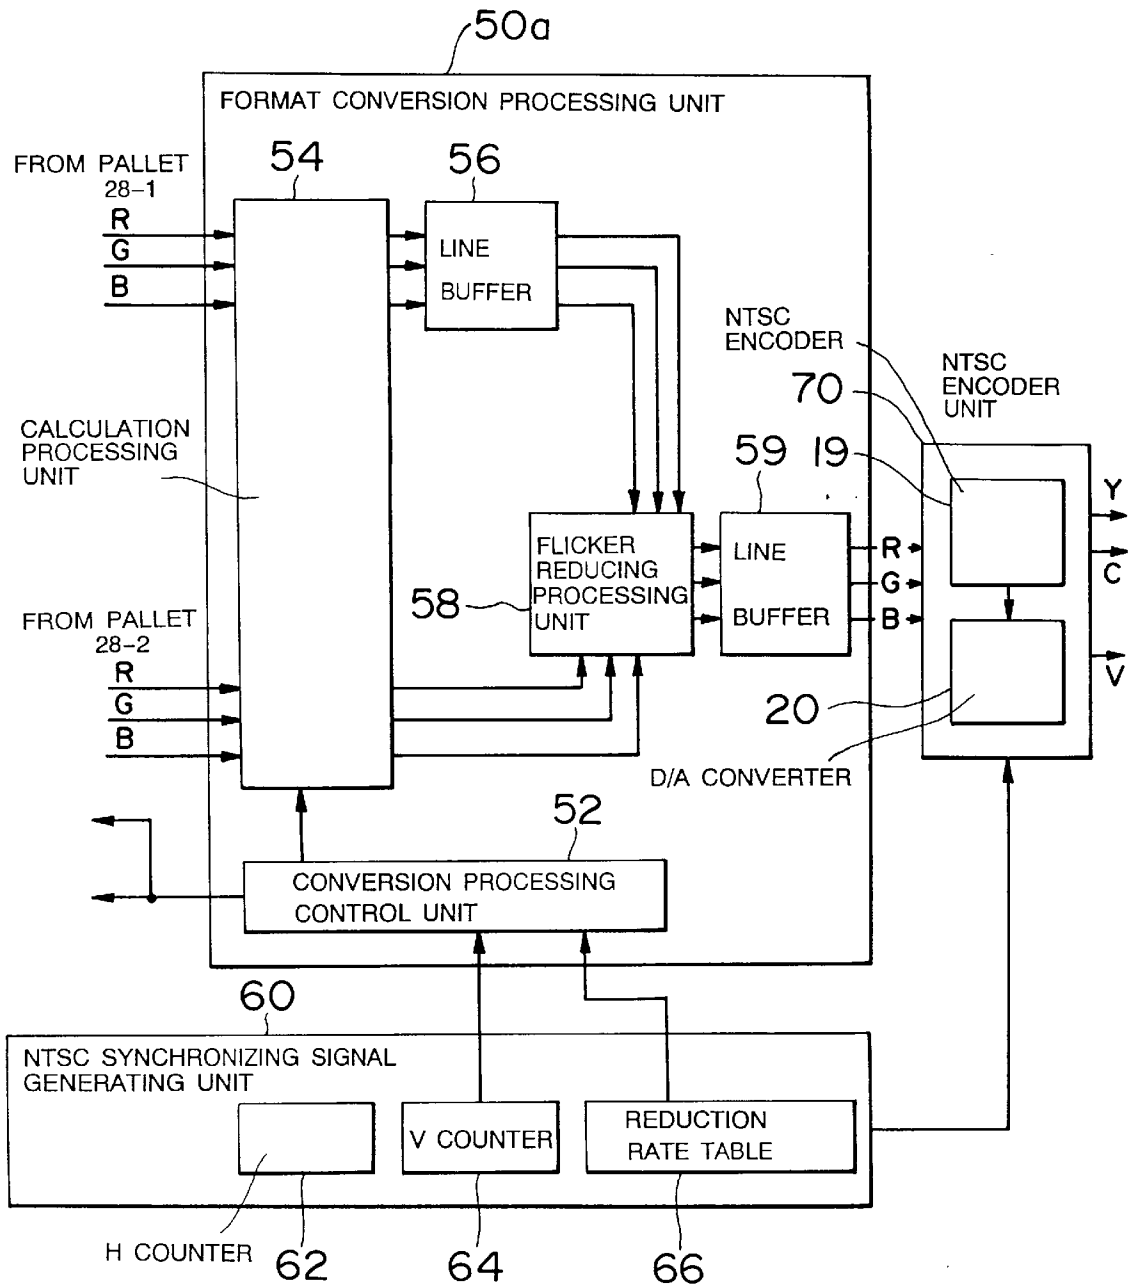 50a
FORMAT CONVERSION PROCESSING UNIT
FROM PALLET
28-1
R
G
B
54
56
LINE
BUFFER
NTSC
ENCODER
NTSC
ENCODER
UNIT
70
19
CALCULATION
PROCESSING
UNIT
59
Y
C
FLICKER
REDUCING
PROCESSING
UNIT
58
LINE
BUFFER
R
G
B
FROM PALLET
28-2
R
G
B
V
20
D/A CONVERTER
52
CONVERSION PROCESSING
CONTROL UNIT
60
NTSC SYNCHRONIZING SIGNAL
GENERATING UNIT
V COUNTER
REDUCTION
RATE TABLE
H COUNTER
62
64
66